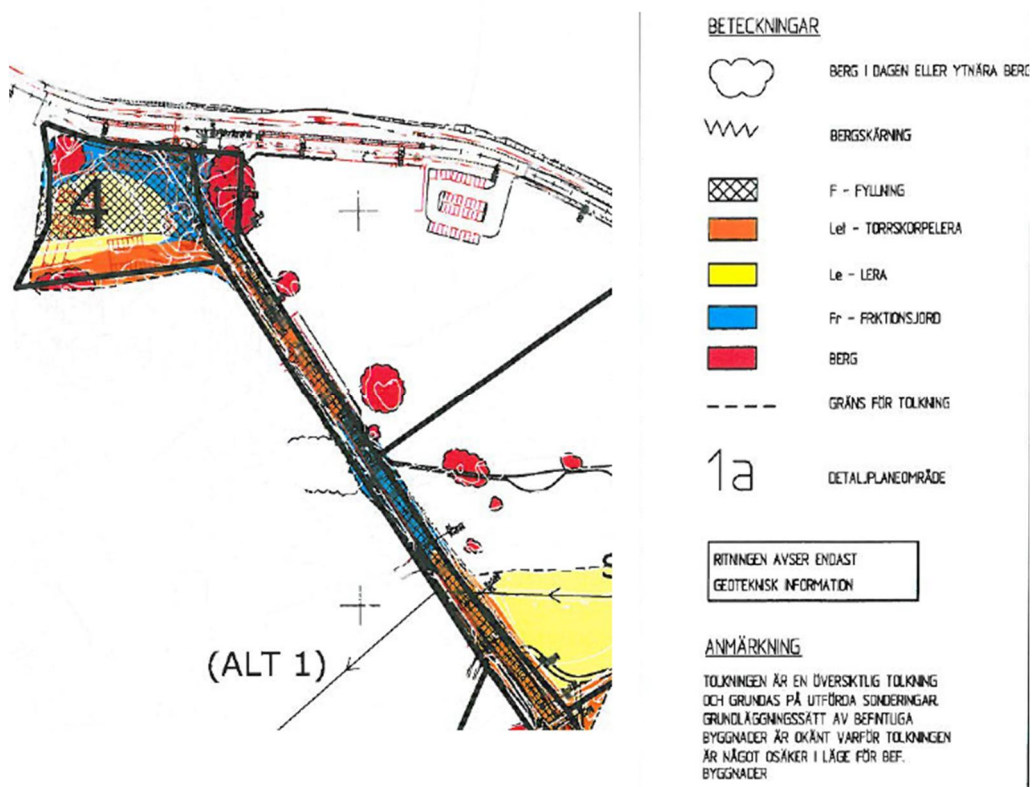 4
(ALT 1)
BETECKNINGAR
BERG I DAGEN ELLER YTNÄRA BERG
BERGSKÄRNING
F - FYLLNING
Let - TORRSKORPELERA
Le - LERA
Fr - FRIKTIONSJORD
BERG
GRÄNS FÖR TOLKNING
1a
DETALJPLANEOMRÅDE
RITNINGEN AVSER ENDAST
GEOTEKNISK INFORMATION
ANMÄRKNING
TOLKNINGEN ÄR EN ÖVERSIKTLIG TOLKNING
OCH GRUNDAS PÅ UTFÖRDA SONDERINGAR.
GRUNDLÄGGNINGSSÄTT AV BEFINTLIGA
BYGGNADER ÄR OKÄNT VARFÖR TOLKNINGEN
ÄR NÅGOT OSÄKER I LÄGE FÖR BEF.
BYGGNADER